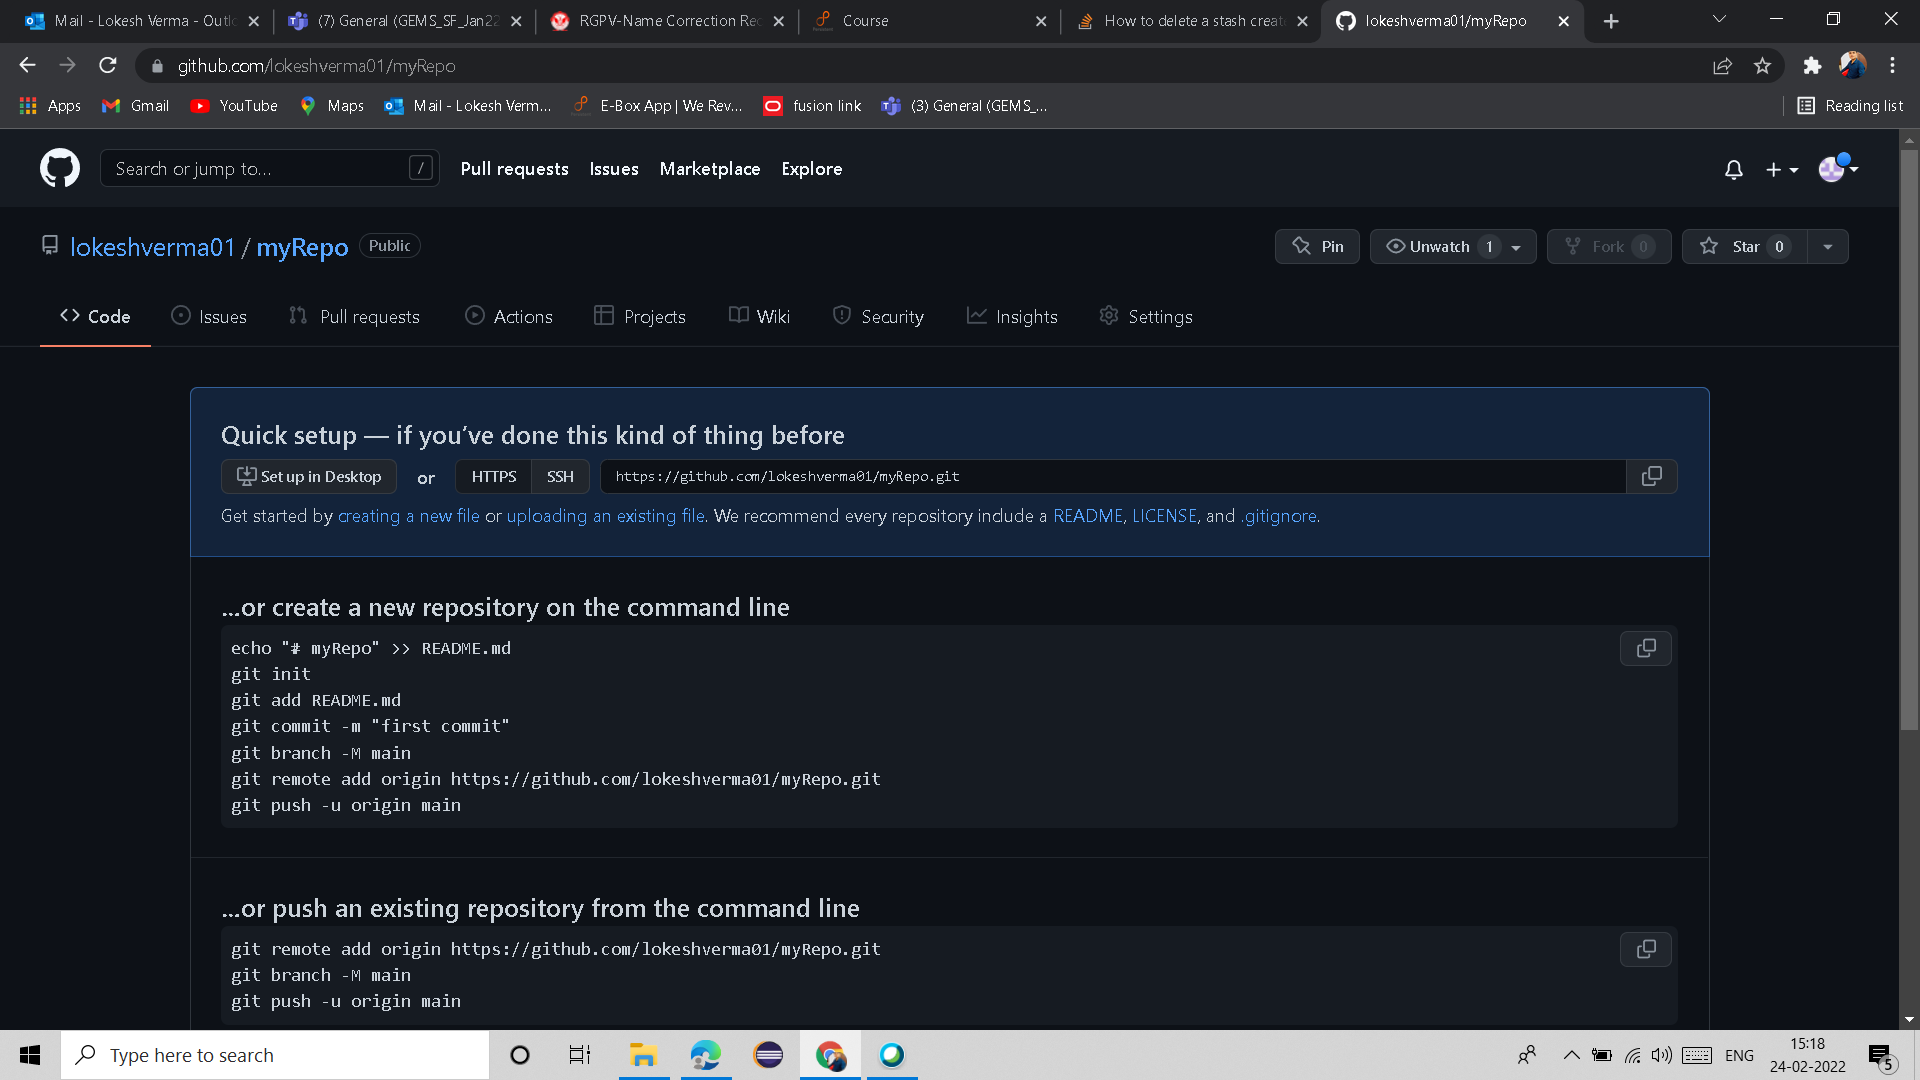 Mail - Lokesh Verma - Outlo
(7) General (GEMS_SF_Jan22
RGPV-Name Correction Rec
Course
How to delete a stash create
lokeshverma01/myRepo
github.com/lokeshverma01/myRepo
Apps
Gmail
YouTube
Maps
Mail - Lokesh Verm...
E-Box App | We Rev...
fusion link
(3) General (GEMS_...
Reading list
Search or jump to...
/
Pull requests
Issues
Marketplace
Explore
lokeshverma01 / myRepo
Public
Pin
Unwatch 1
Fork 0
Star 0
Code
Issues
Pull requests
Actions
Projects
Wiki
Security
Insights
Settings
Quick setup — if you’ve done this kind of thing before
Set up in Desktop
or
HTTPS
SSH
https://github.com/lokeshverma01/myRepo.git
Get started by creating a new file or uploading an existing file. We recommend every repository include a README, LICENSE, and .gitignore.
...or create a new repository on the command line
echo "# myRepo" >> README.md
git init
git add README.md
git commit -m "first commit"
git branch -M main
git remote add origin https://github.com/lokeshverma01/myRepo.git
git push -u origin main
...or push an existing repository from the command line
git remote add origin https://github.com/lokeshverma01/myRepo.git
git branch -M main
git push -u origin main
Type here to search
ENG
15:18
24-02-2022
5